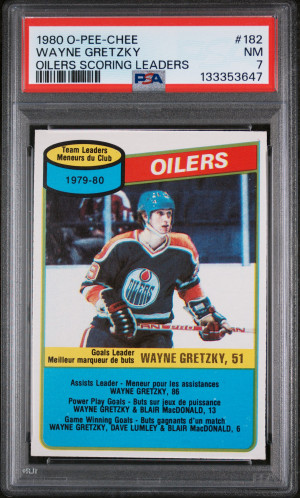 1980 O-PEE-CHEE #182
WAYNE GRETZKY NM
OILERS SCORING LEADERS 7
PSA 133353647
Team Leaders
Meneurs du Club
1979-80
OILERS
OILERS
Goals Leader
Meilleur marqueur de buts WAYNE GRETZKY, 51
Assists Leader - Meneur pour les assistances
WAYNE GRETZKY, 86
Power Play Goals - Buts sur jeux de puissance
WAYNE GRETZKY & BLAIR MacDONALD, 13
Game Winning Goals - Buts gagnants d'un match
WAYNE GRETZKY, DAVE LUMLEY & BLAIR MacDONALD, 6